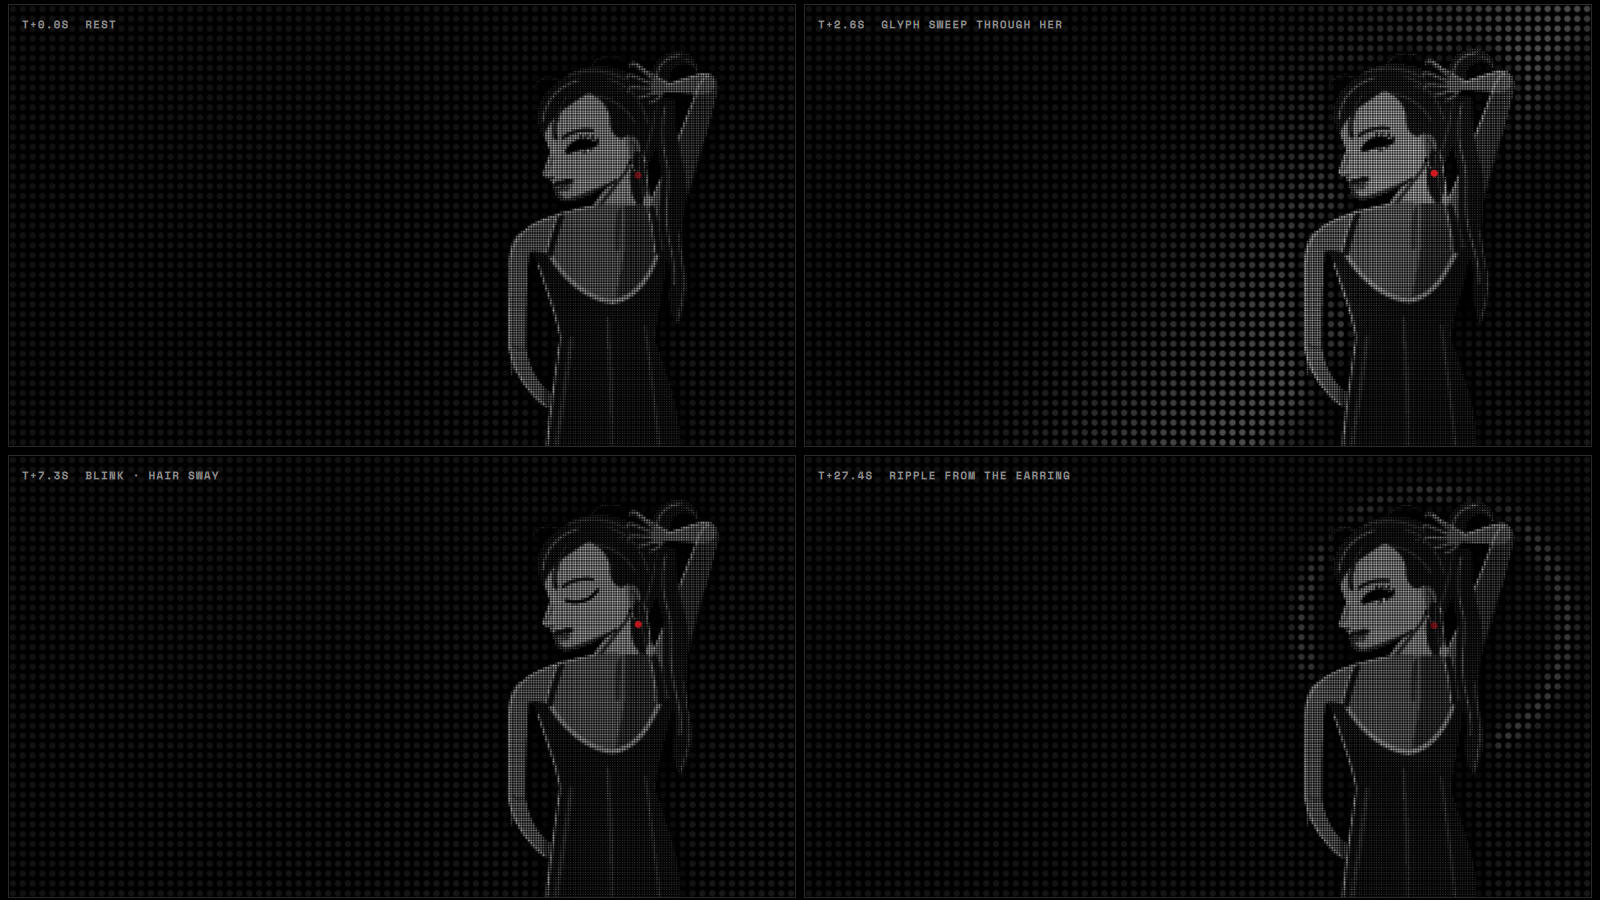 T+0.0S REST
T+2.6S GLYPH SWEEP THROUGH HER
T+7.3S BLINK · HAIR SWAY
T+27.4S RIPPLE FROM THE EARRING